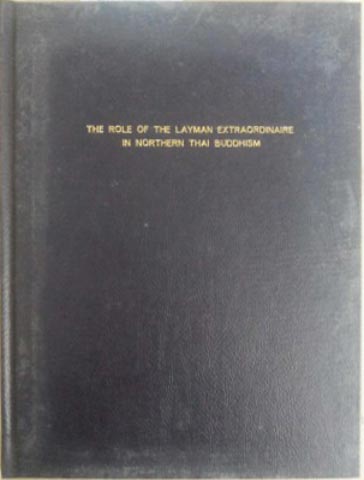 THE ROLE OF THE LAYMAN EXTRAORDINAIRE
IN NORTHERN THAI BUDDHISM